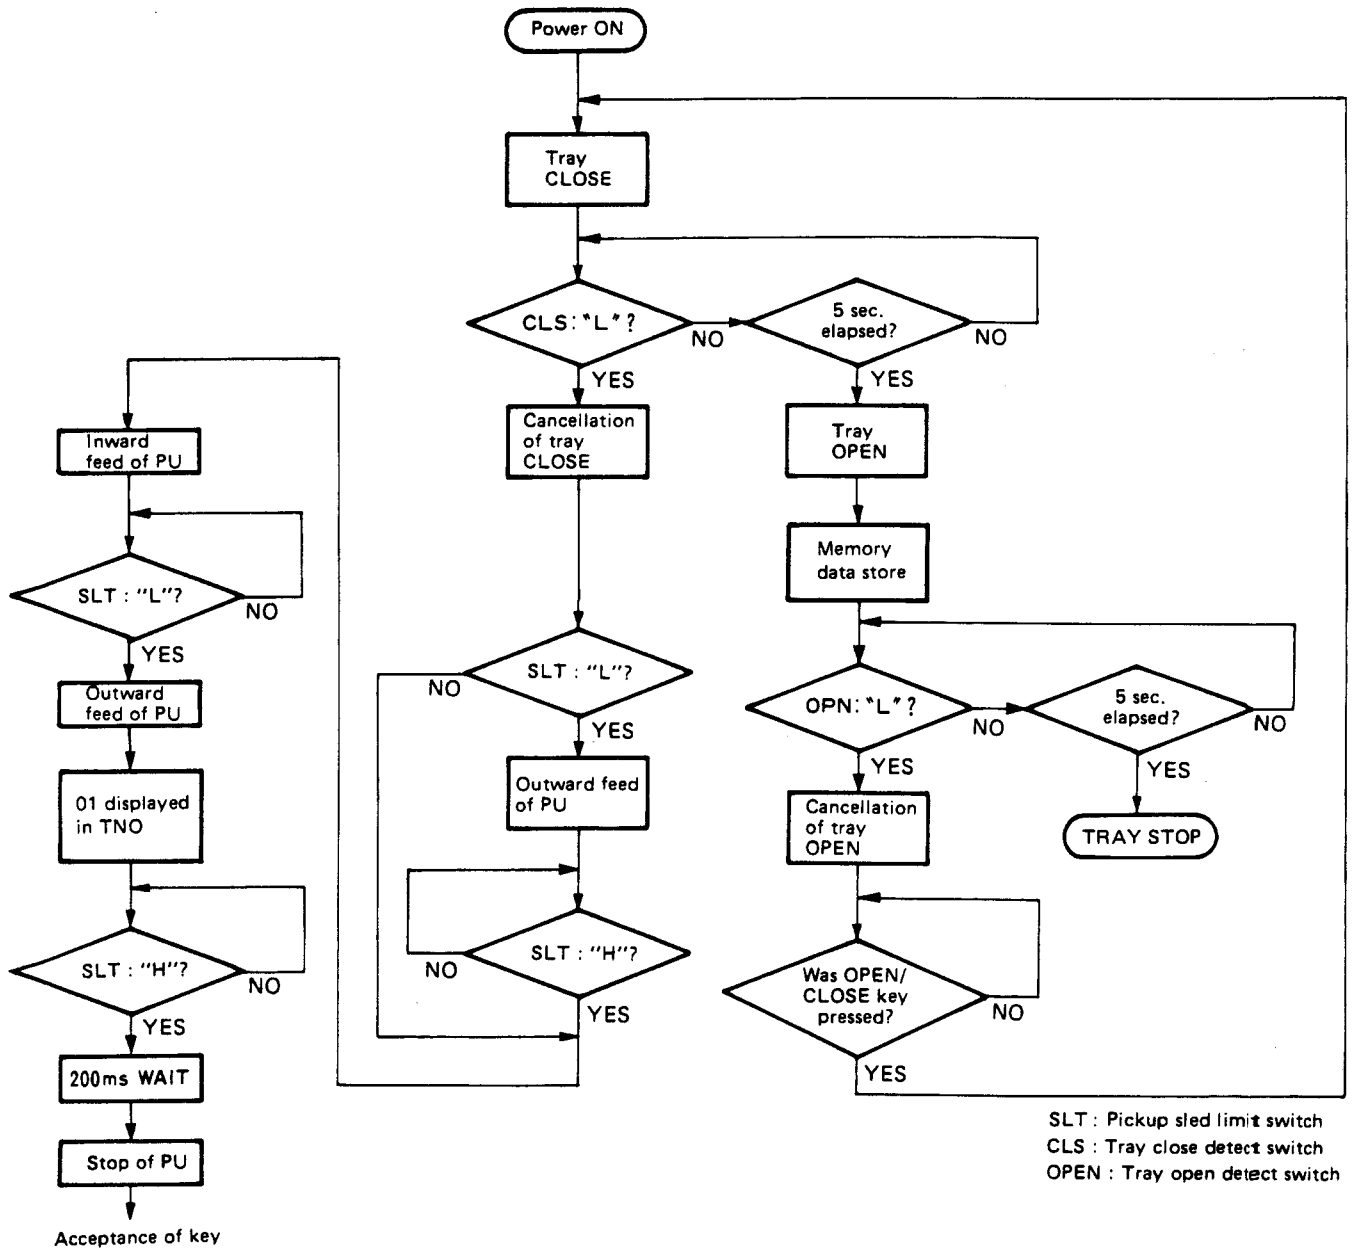 Power ON
Tray
CLOSE
CLS: "L" ?
NO
YES
5 sec.
elapsed?
NO
YES
Cancellation
of tray
CLOSE
Tray
OPEN
Memory
data store
Inward
feed of PU
SLT : "L"?
NO
YES
Outward
feed of PU
01 displayed
in TNO
SLT : "H"?
NO
YES
200ms WAIT
Stop of PU
Acceptance of key
SLT : "L"?
NO
YES
Outward feed
of PU
SLT : "H"?
NO
YES
OPN: "L" ?
NO
YES
5 sec.
elapsed?
NO
YES
TRAY STOP
Cancellation
of tray
OPEN
Was OPEN/
CLOSE key
pressed?
NO
YES
SLT : Pickup sled limit switch
CLS : Tray close detect switch
OPEN : Tray open detect switch